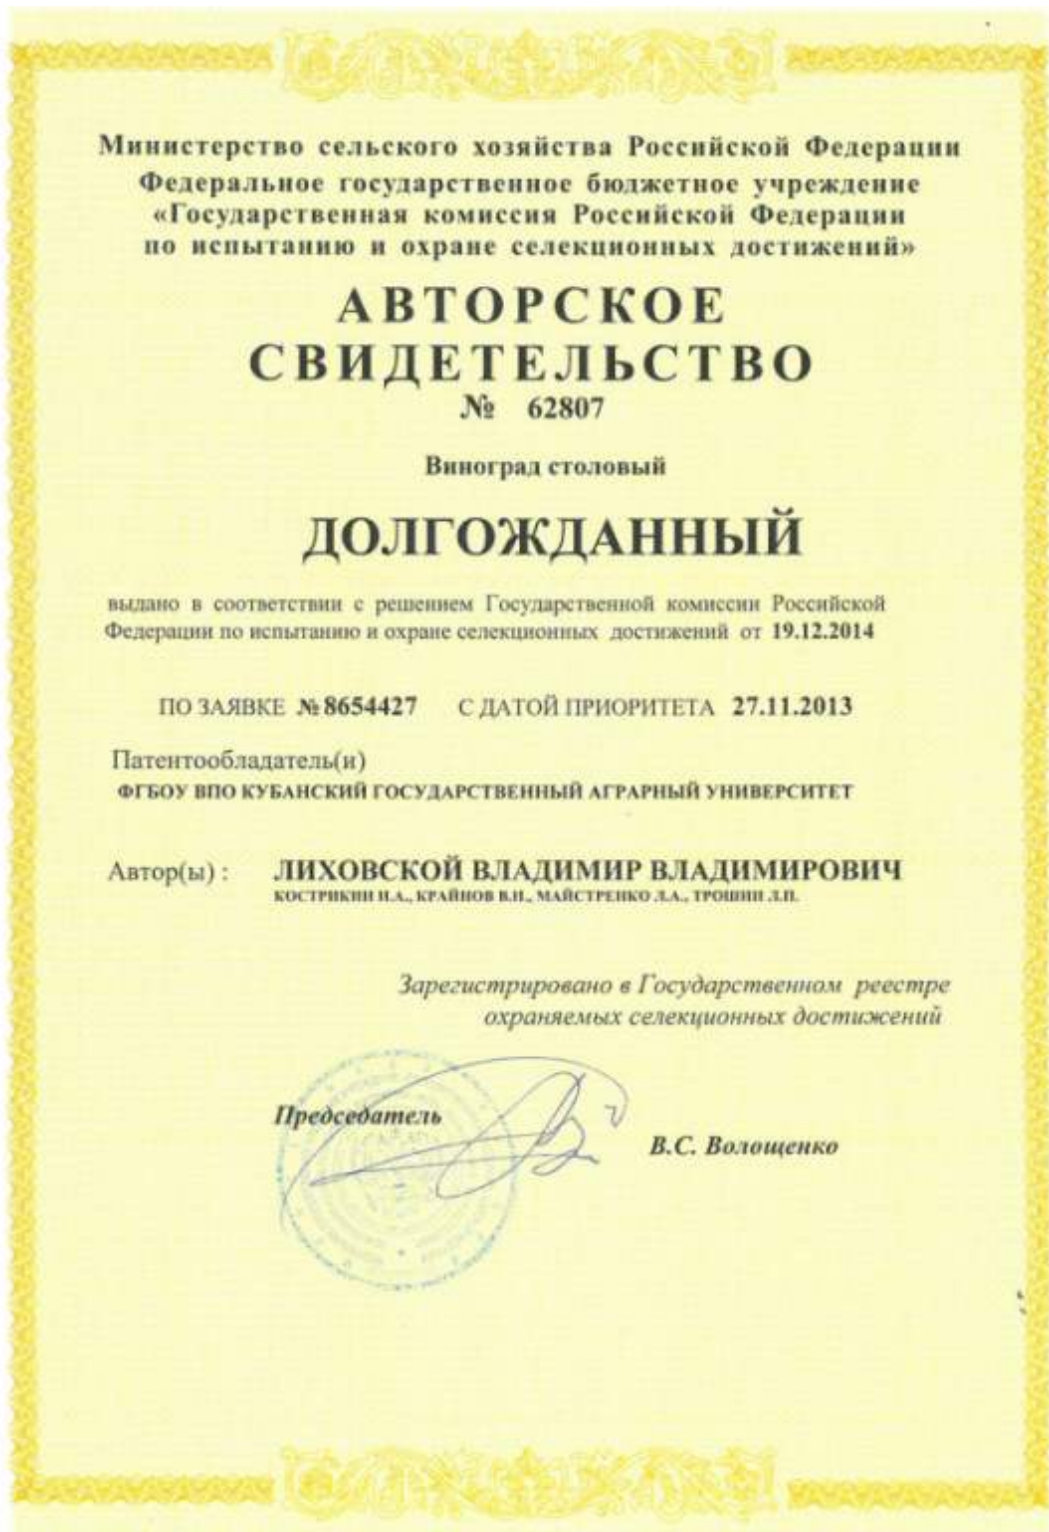 Министерство сельского хозяйства Российской Федерации
Федеральное государственное бюджетное учреждение
«Государственная комиссия Российской Федерации
по испытанию и охране селекционных достижений»
АВТОРСКОЕ
СВИДЕТЕЛЬСТВО
№ 62807
Виноград столовый
ДОЛГОЖДАННЫЙ
выдано в соответствии с решением Государственной комиссии Российской
Федерации по испытанию и охране селекционных достижений от 19.12.2014
ПО ЗАЯВКЕ № 8654427 С ДАТОЙ ПРИОРИТЕТА 27.11.2013
Патентообладатель(и)
ФГБОУ ВПО КУБАНСКИЙ ГОСУДАРСТВЕННЫЙ АГРАРНЫЙ УНИВЕРСИТЕТ
Автор(ы) : ЛИХОВСКОЙ ВЛАДИМИР ВЛАДИМИРОВИЧ
КОСТРИКИН И.А., КРАЙНОВ В.Н., МАЙСТРЕНКО Л.А., ТРОШИН Л.П.
Зарегистрировано в Государственном реестре
охраняемых селекционных достижений
Председатель
В.С. Волощенко